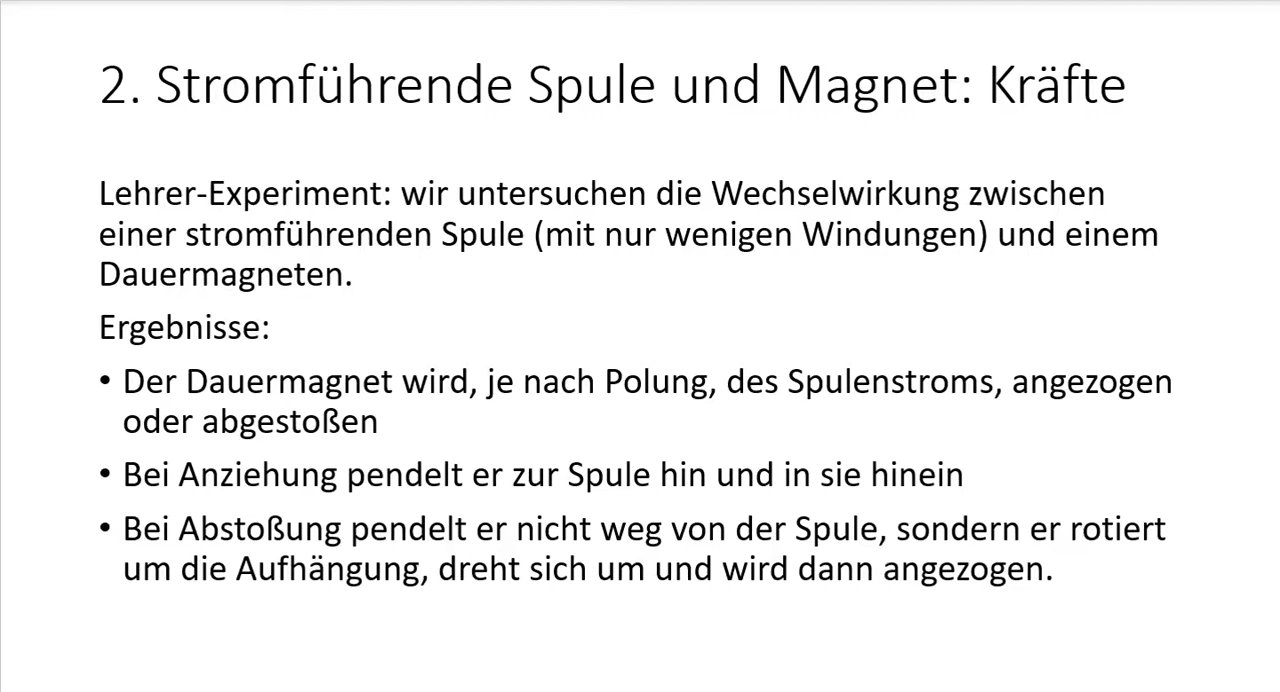 2. Stromführende Spule und Magnet: Kräfte
Lehrer-Experiment: wir untersuchen die Wechselwirkung zwischen
einer stromführenden Spule (mit nur wenigen Windungen) und einem
Dauermagneten.
Ergebnisse:
• Der Dauermagnet wird, je nach Polung, des Spulenstroms, angezogen
oder abgestoßen
• Bei Anziehung pendelt er zur Spule hin und in sie hinein
• Bei Abstoßung pendelt er nicht weg von der Spule, sondern er rotiert
um die Aufhängung, dreht sich um und wird dann angezogen.